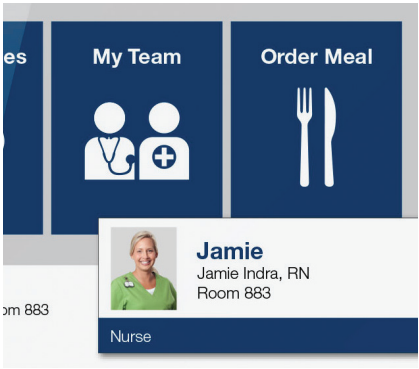 es
My Team
Order Meal
Jamie
Jamie Indra, RN
Room 883
om 883
Nurse